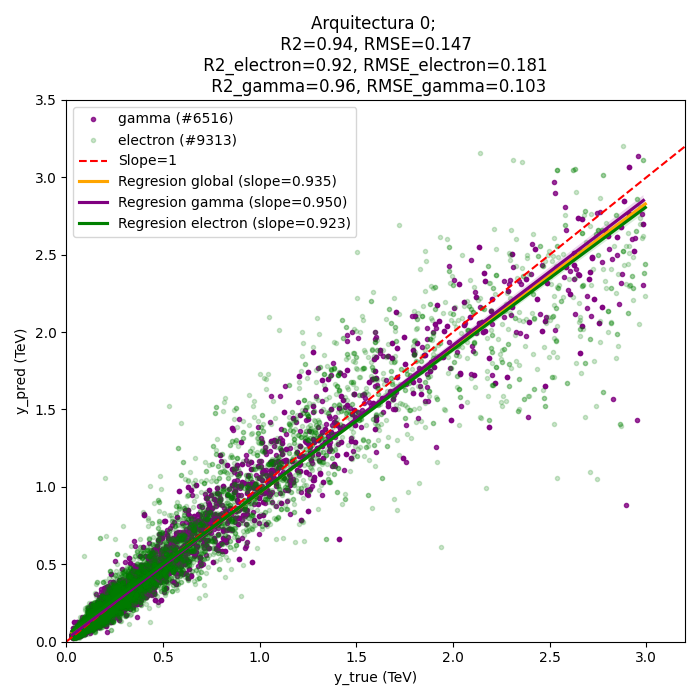 Arquitectura 0;
R2=0.94, RMSE=0.147
R2_electron=0.92, RMSE_electron=0.181
R2_gamma=0.96, RMSE_gamma=0.103
gamma (#6516)
electron (#9313)
Slope=1
Regresion global (slope=0.935)
Regresion gamma (slope=0.950)
Regresion electron (slope=0.923)
3.5
3.0
2.5
2.0
1.5
1.0
0.5
0.0
y_pred (TeV)
0.0 0.5 1.0 1.5 2.0 2.5 3.0
y_true (TeV)